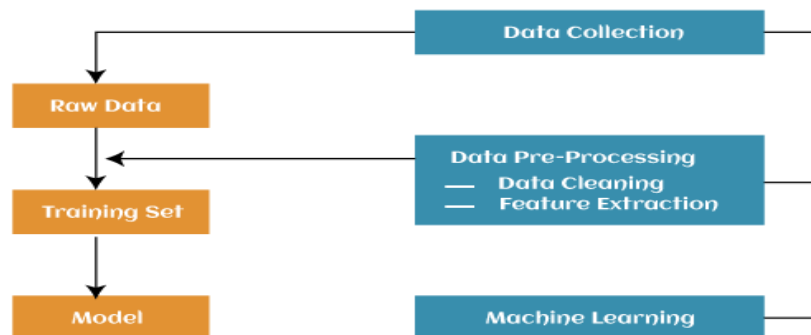 Data Collection
Raw Data
Data Pre-Processing
— Data Cleaning
— Feature Extraction
Training Set
Model
Machine Learning